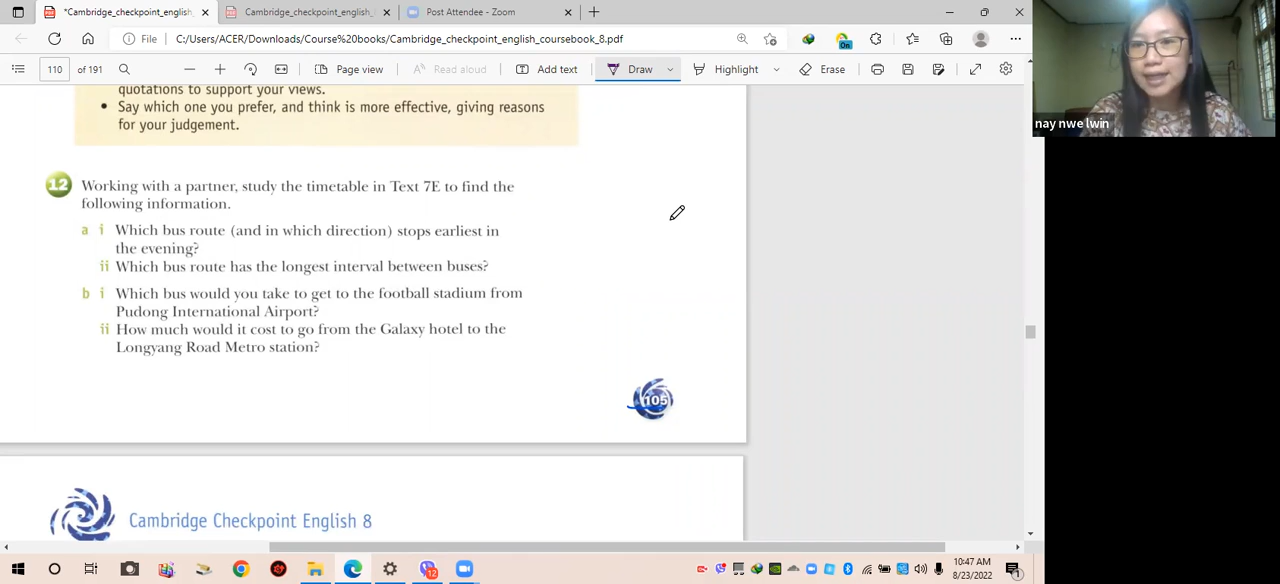 *Cambridge_checkpoint_english_
Cambridge_checkpoint_english_
Post Attendee - Zoom
File
C:/Users/ACER/Downloads/Course%20books/Cambridge_checkpoint_english_coursebook_8.pdf
On
110 of 191
Page view
Read aloud
Add text
Draw
Highlight
Erase
nay nwe lwin
quotations to support your views.
• Say which one you prefer, and think is more effective, giving reasons
for your judgement.
12 Working with a partner, study the timetable in Text 7E to find the
following information.
a i Which bus route (and in which direction) stops earliest in
the evening?
ii Which bus route has the longest interval between buses?
b i Which bus would you take to get to the football stadium from
Pudong International Airport?
ii How much would it cost to go from the Galaxy hotel to the
Longyang Road Metro station?
105
Cambridge Checkpoint English 8
12
10:47 AM
8/23/2022
1